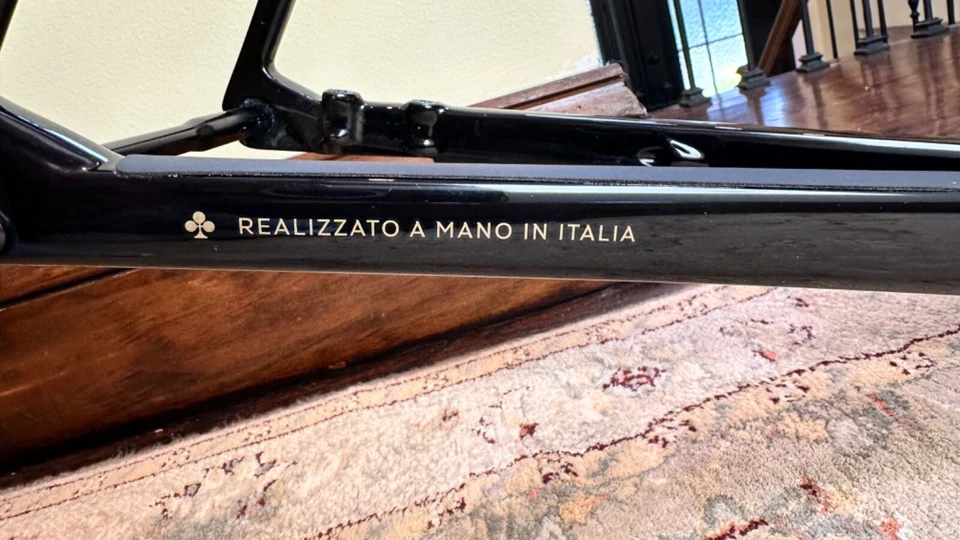 REALIZZATO A MANO IN ITALIA